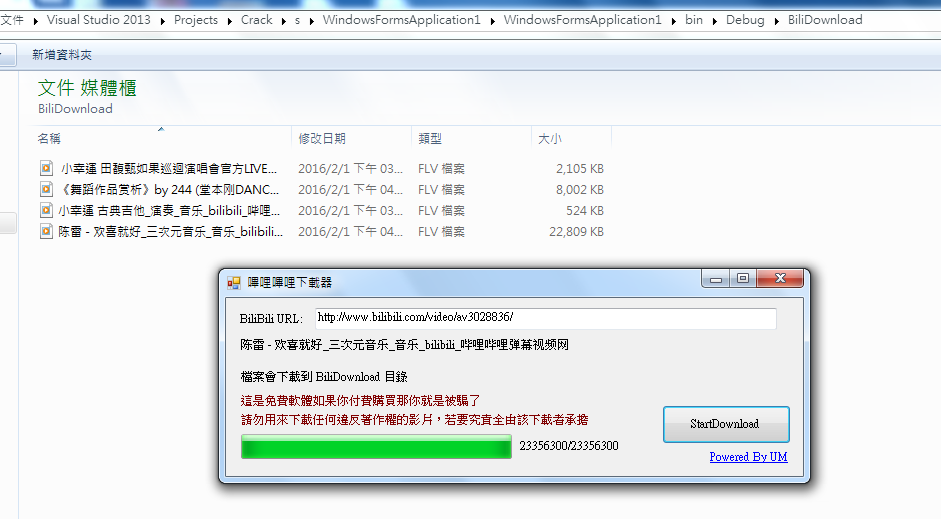 文件 ▸ Visual Studio 2013 ▸ Projects ▸ Crack ▸ s ▸ WindowsFormsApplication1 ▸ WindowsFormsApplication1 ▸ bin ▸ Debug ▸ BiliDownload
新增資料夾
文件 媒體櫃
BiliDownload
名稱 修改日期 類型 大小
小幸運 田馥甄如果巡迴演唱會官方LIVE... 2016/2/1 下午 03... FLV 檔案 2,105 KB
《舞蹈作品赏析》by 244 (堂本刚DANC... 2016/2/1 下午 04... FLV 檔案 8,002 KB
小幸運 古典吉他_演奏_音乐_bilibili_哔哩... 2016/2/1 下午 03... FLV 檔案 524 KB
陈雷 - 欢喜就好_三次元音乐_音乐_bilibili... 2016/2/1 下午 04... FLV 檔案 22,809 KB
嗶哩嗶哩下載器
BiliBili URL: http://www.bilibili.com/video/av3028836/
陈雷 - 欢喜就好_三次元音乐_音乐_bilibili_哔哩哔哩弹幕视频网
檔案會下載到 BiliDownload 目錄
這是免費軟體如果你付費購買那你就是被騙了
請勿用來下載任何違反著作權的影片，若要究責全由該下載者承擔
StartDownload
23356300/23356300
Powered By UM